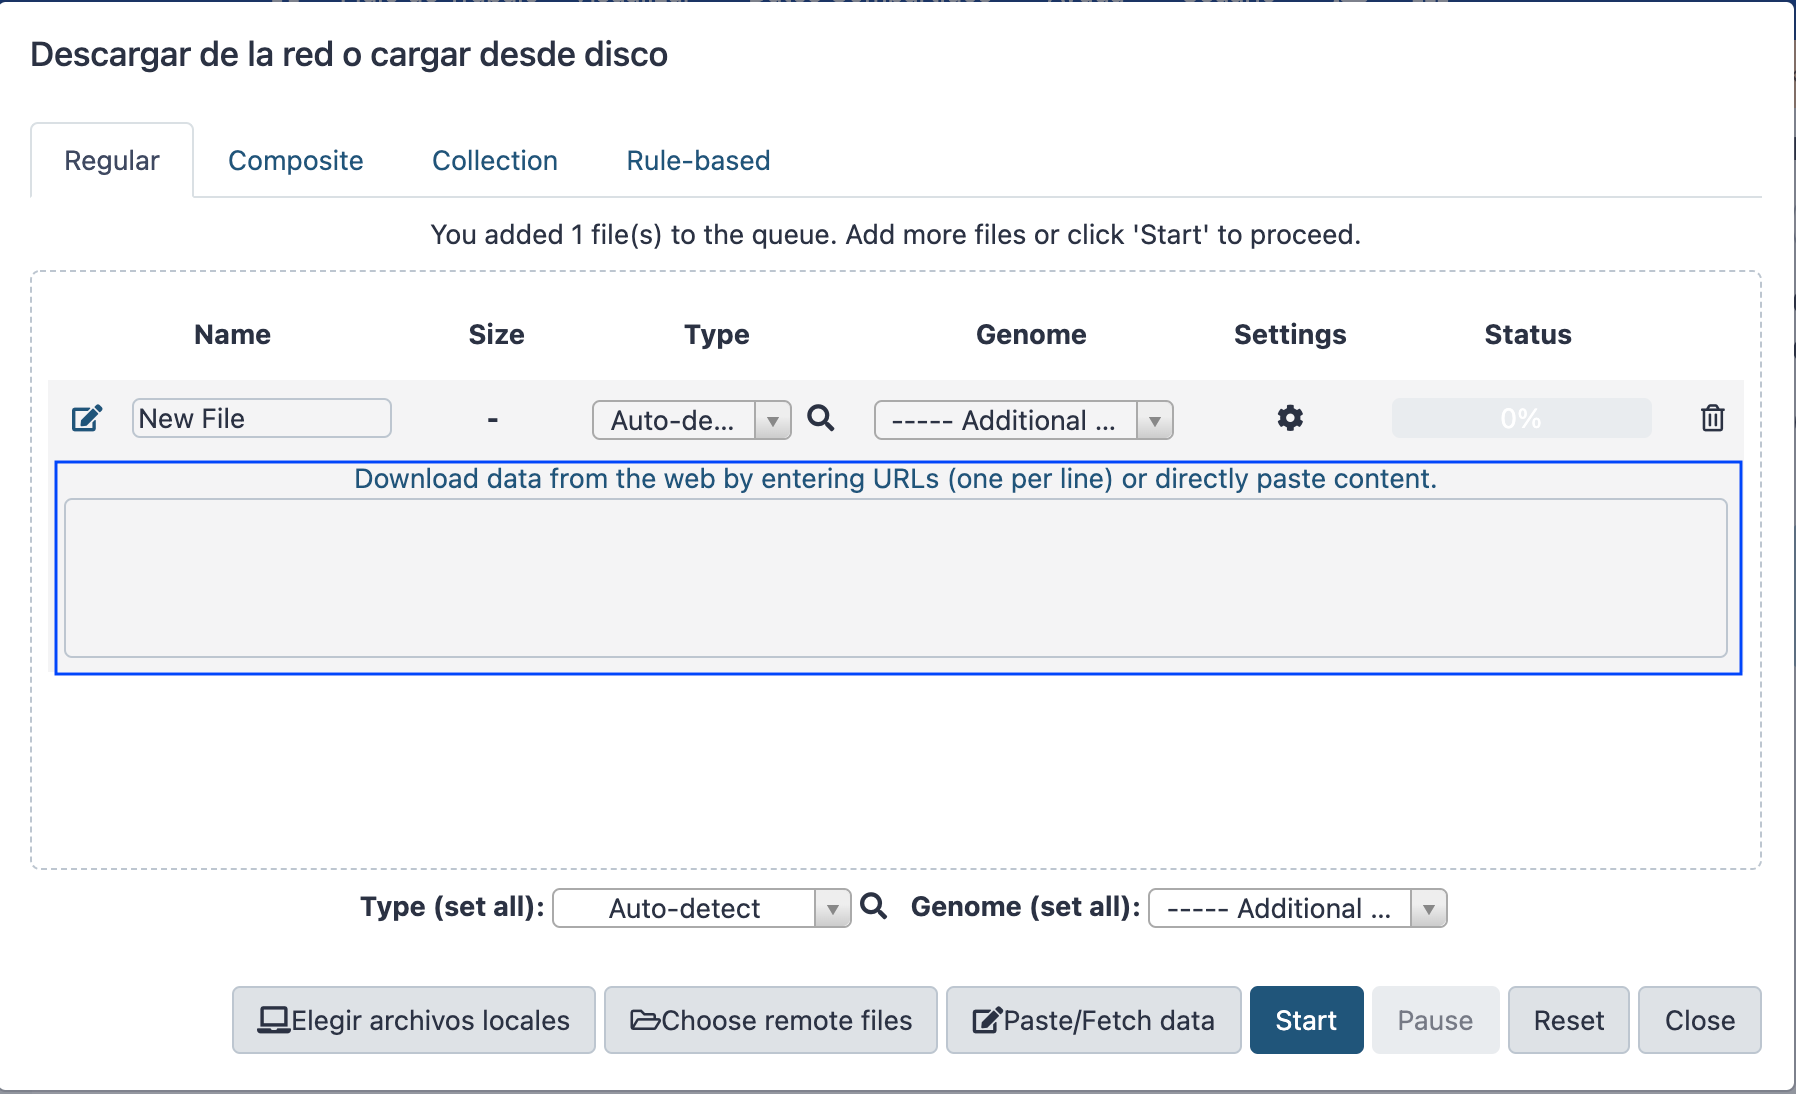 Descargar de la red o cargar desde disco
Regular Composite Collection Rule-based
You added 1 file(s) to the queue. Add more files or click 'Start' to proceed.
Name Size Type Genome Settings Status
New File - Auto-de... ----- Additional ... 0%
Download data from the web by entering URLs (one per line) or directly paste content.
Type (set all): Auto-detect Genome (set all): ----- Additional ...
Elegir archivos locales Choose remote files Paste/Fetch data Start Pause Reset Close